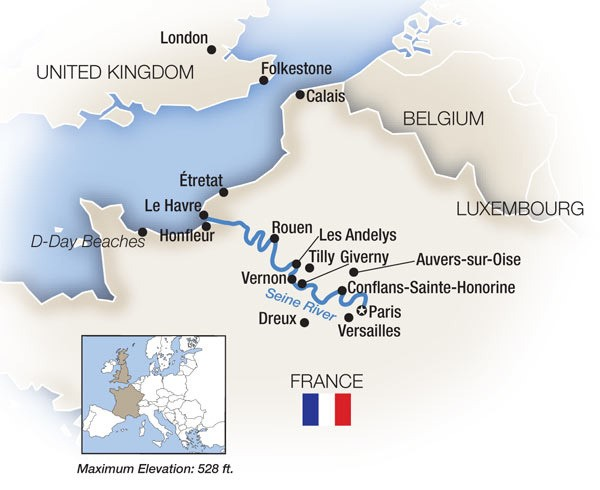 London
UNITED KINGDOM
Folkestone
Calais
BELGIUM
Étretat
Le Havre
LUXEMBOURG
D-Day Beaches
Honfleur
Rouen
Les Andelys
Tilly
Giverny
Auvers-sur-Oise
Vernon
Conflans-Sainte-Honorine
Seine River
Paris
Dreux
Versailles
FRANCE
Maximum Elevation: 528 ft.